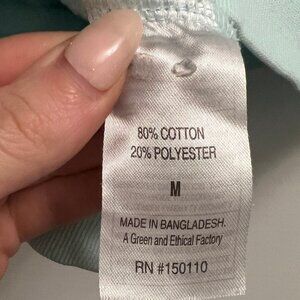 80% COTTON
20% POLYESTER
M
MADE IN BANGLADESH.
A Green and Ethical Factory
RN #150110